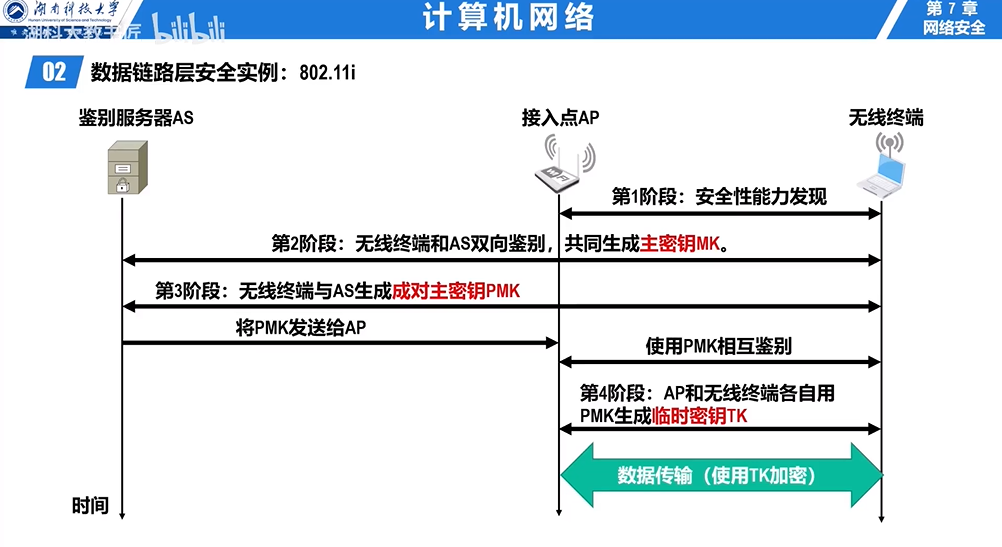 湖南科技大学
Hunan University of Science and Technology
湖科大教书匠 bilibili
计算机网络
第 7 章
网络安全
02 数据链路层安全实例：802.11i
鉴别服务器AS
接入点AP
无线终端
第1阶段：安全性能力发现
第2阶段：无线终端和AS双向鉴别，共同生成主密钥MK。
第3阶段：无线终端与AS生成成对主密钥PMK
将PMK发送给AP
使用PMK相互鉴别
第4阶段：AP和无线终端各自用
PMK生成临时密钥TK
数据传输（使用TK加密）
时间